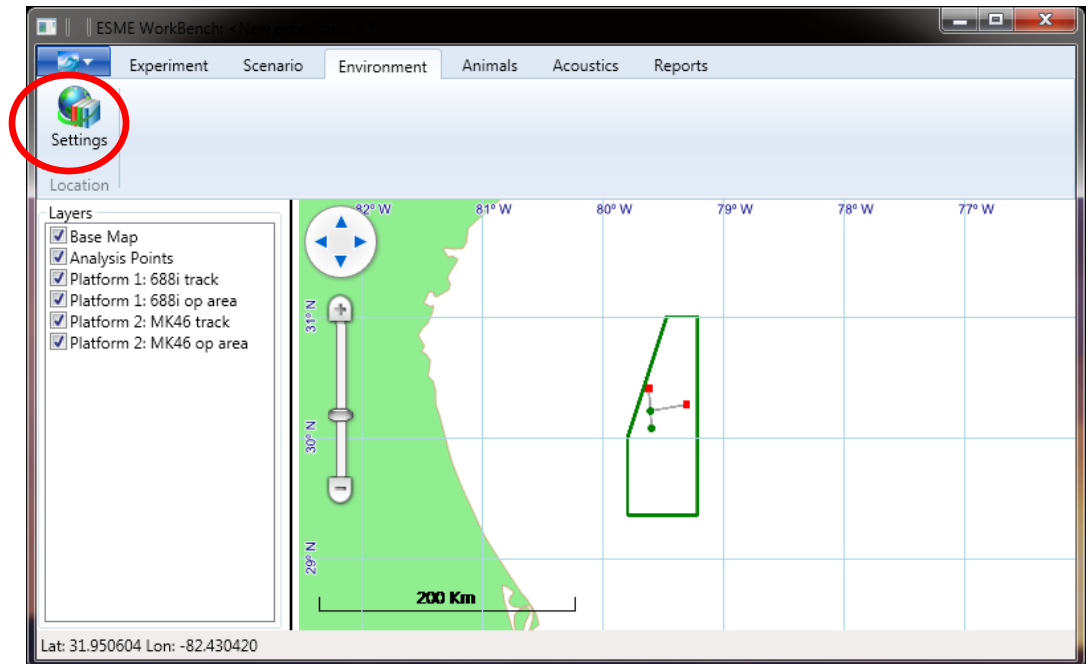 ESME WorkBench: <New experiment>
Experiment Scenario Environment Animals Acoustics Reports
Settings
Location
Layers
Base Map
Analysis Points
Platform 1: 688i track
Platform 1: 688i op area
Platform 2: MK46 track
Platform 2: MK46 op area
82° W 81° W 80° W 79° W 78° W 77° W
31° N
30° N
29° N
200 Km
Lat: 31.950604 Lon: -82.430420